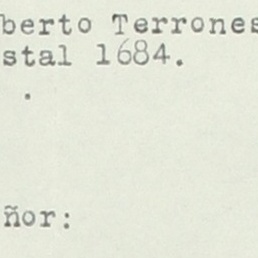 berto Terrones
stal 1684.
.
ñor: